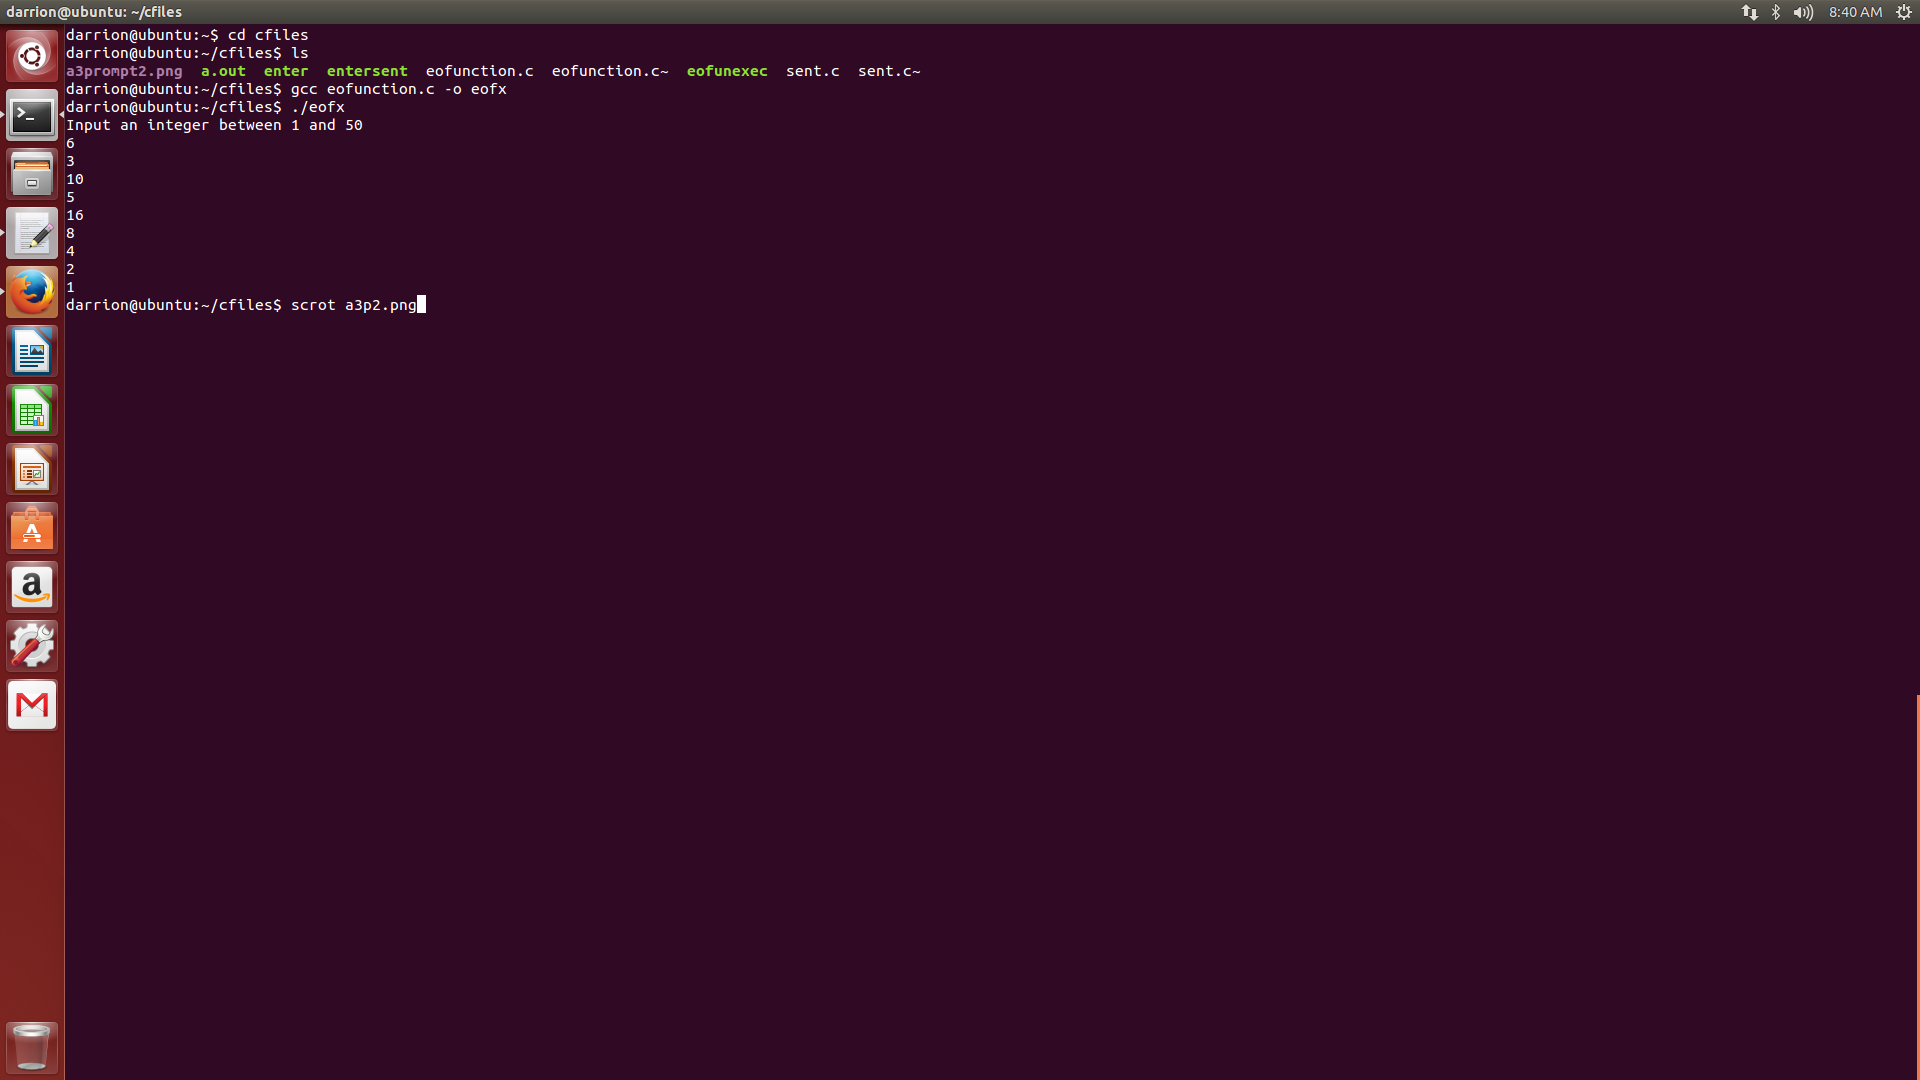 darrion@ubuntu: ~/cfiles
8:40 AM
darrion@ubuntu:~$ cd cfiles
darrion@ubuntu:~/cfiles$ ls
a3prompt2.png  a.out  enter  entersent  eofunction.c  eofunction.c~  eofunexec  sent.c  sent.c~
darrion@ubuntu:~/cfiles$ gcc eofunction.c -o eofx
darrion@ubuntu:~/cfiles$ ./eofx
Input an integer between 1 and 50
6
3
10
5
16
8
4
2
1
darrion@ubuntu:~/cfiles$ scrot a3p2.png